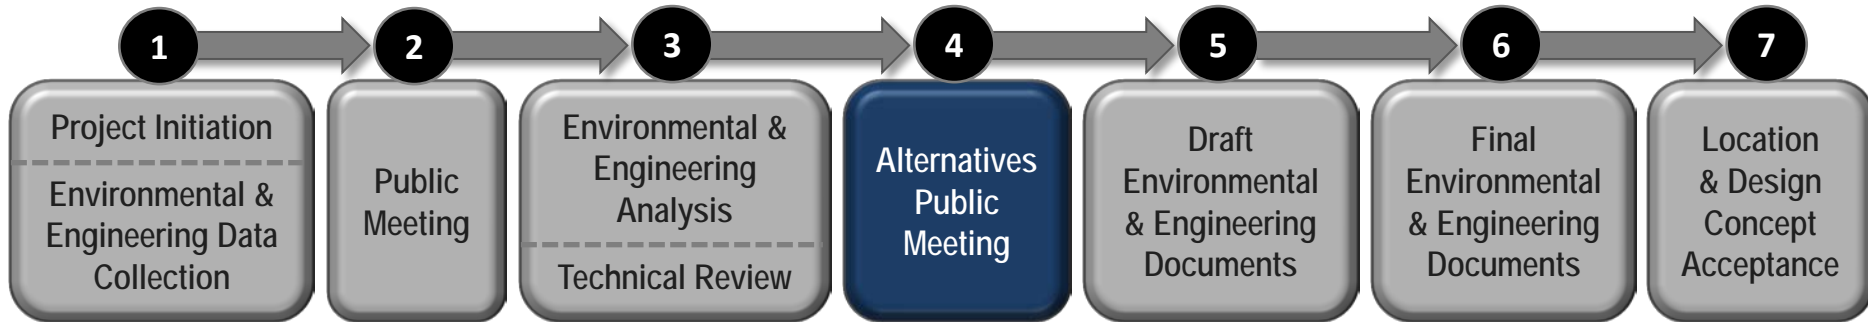 1
Project Initiation
Environmental &
Engineering Data
Collection
2
Public
Meeting
3
Environmental &
Engineering
Analysis
Technical Review
4
Alternatives
Public
Meeting
5
Draft
Environmental
& Engineering
Documents
6
Final
Environmental
& Engineering
Documents
7
Location
& Design
Concept
Acceptance